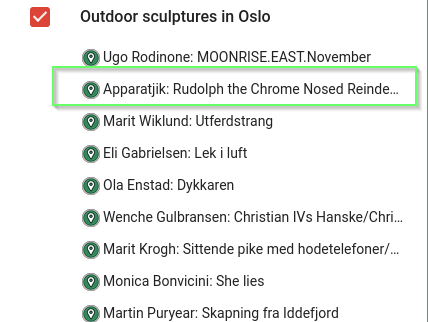 Outdoor sculptures in Oslo
Ugo Rodinone: MOONRISE.EAST.November
Apparatjik: Rudolph the Chrome Nosed Reinde...
Marit Wiklund: Utferdstrang
Eli Gabrielsen: Lek i luft
Ola Enstad: Dykkaren
Wenche Gulbransen: Christian IVs Hanske/Chri...
Marit Krogh: Sittende pike med hodetelefoner/...
Monica Bonvicini: She lies
Martin Puryear: Skapning fra Iddefjord